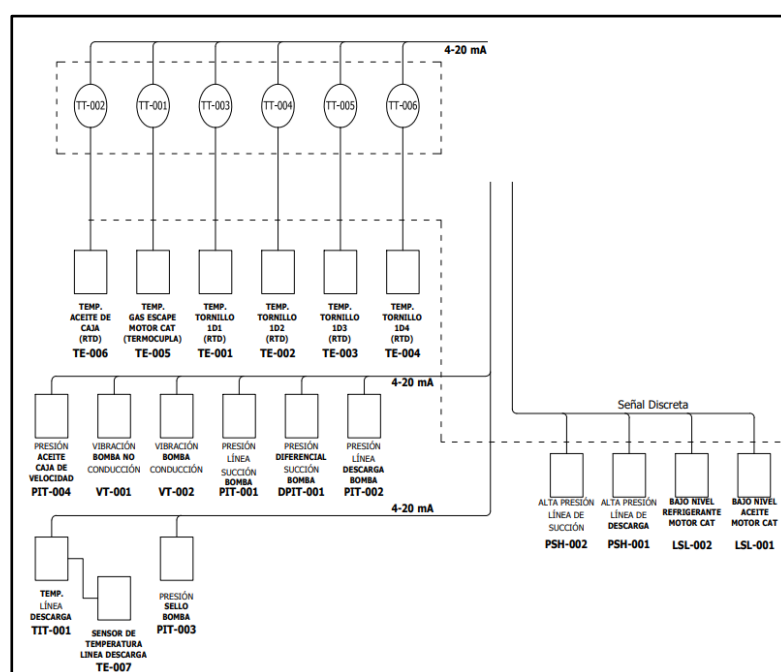 4-20 mA
TT-002
TT-001
TT-003
TT-004
TT-005
TT-006
TEMP.
ACEITE DE
CAJA
(RTD)
TE-006
TEMP.
GAS ESCAPE
MOTOR CAT
(TERMOCUPLA)
TE-005
TEMP.
TORNILLO
1D1
(RTD)
TE-001
TEMP.
TORNILLO
1D2
(RTD)
TE-002
TEMP.
TORNILLO
1D3
(RTD)
TE-003
TEMP.
TORNILLO
1D4
(RTD)
TE-004
4-20 mA
PRESIÓN
ACEITE
CAJA DE
VELOCIDAD
PIT-004
VIBRACIÓN
BOMBA NO
CONDUCCIÓN
VT-001
VIBRACIÓN
BOMBA
CONDUCCIÓN
VT-002
PRESIÓN
LÍNEA
SUCCIÓN
BOMBA
PIT-001
PRESIÓN
DIFERENCIAL
SUCCIÓN
BOMBA
DPIT-001
PRESIÓN
LÍNEA
DESCARGA
BOMBA
PIT-002
Señal Discreta
ALTA PRESIÓN
LÍNEA DE
SUCCIÓN
PSH-002
ALTA PRESIÓN
LÍNEA DE
DESCARGA
PSH-001
BAJO NIVEL
REFRIGERANTE
MOTOR CAT
LSL-002
BAJO NIVEL
ACEITE
MOTOR CAT
LSL-001
4-20 mA
TEMP.
LÍNEA
DESCARGA
TIT-001
SENSOR DE
TEMPERATURA
LINEA DESCARGA
TE-007
PRESIÓN
SELLO
BOMBA
PIT-003